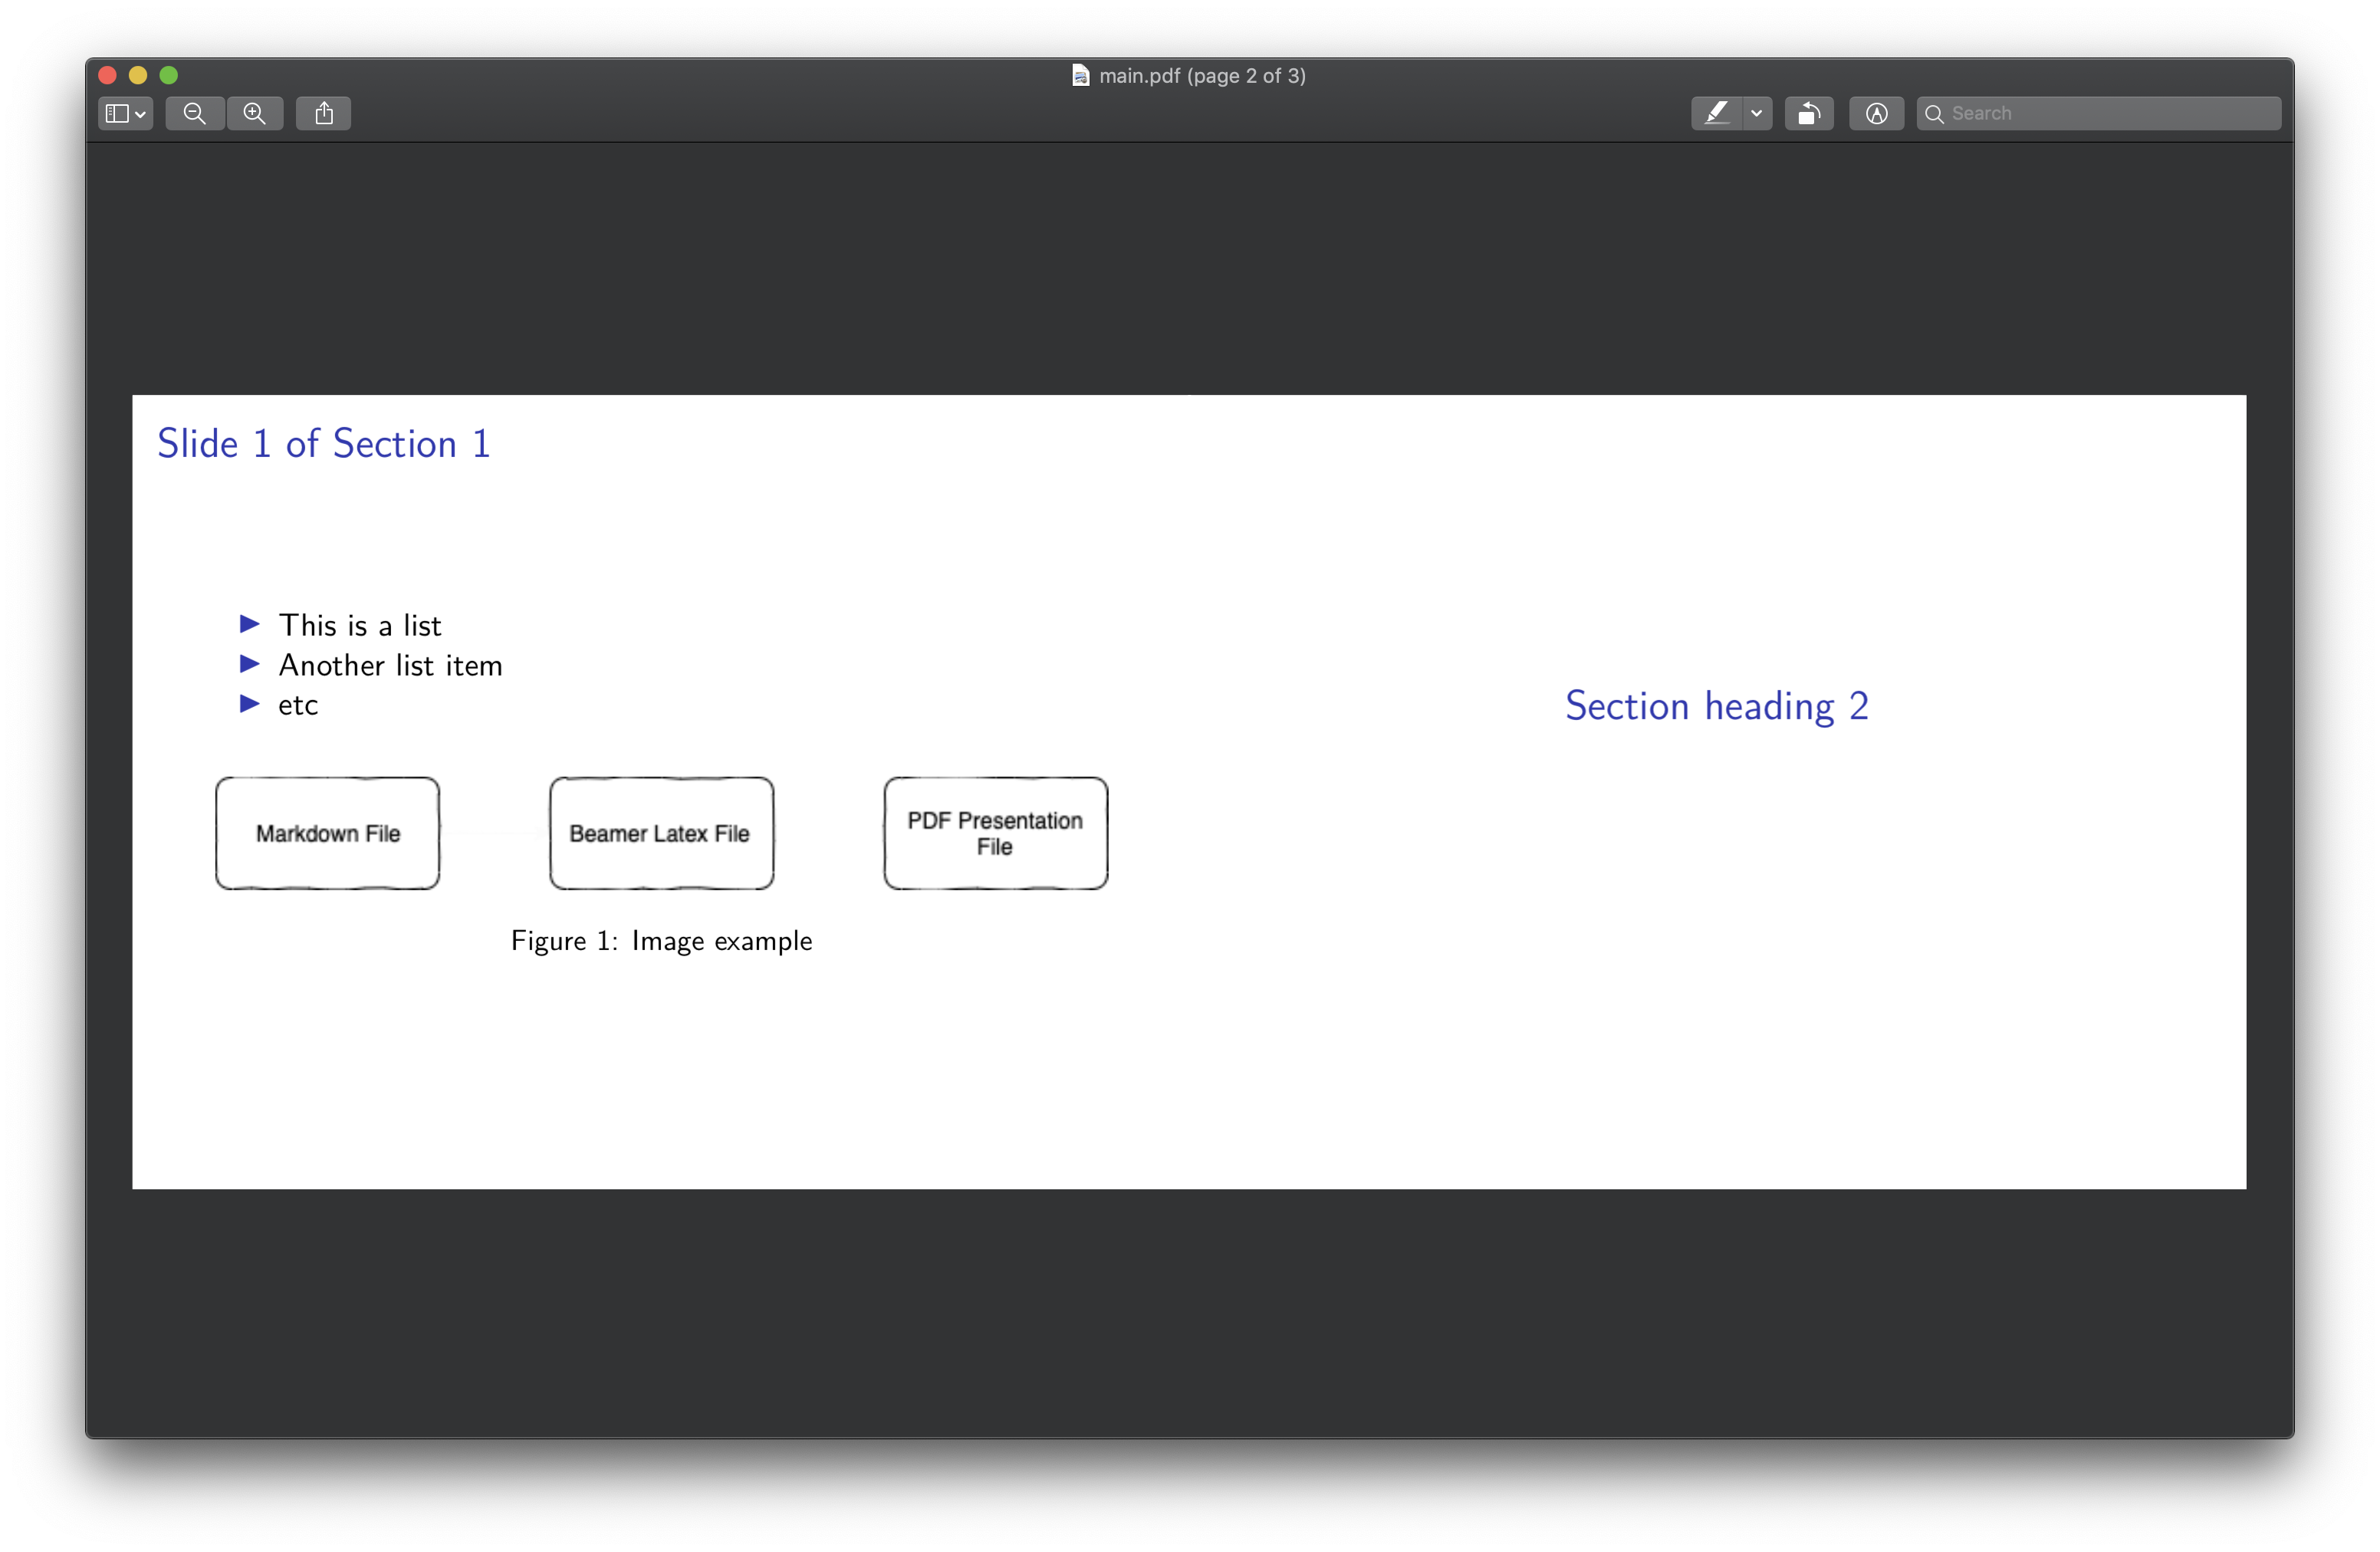 main.pdf (page 2 of 3)
Search
Slide 1 of Section 1
This is a list
Another list item
etc
Markdown File
Beamer Latex File
PDF Presentation
File
Figure 1: Image example
Section heading 2